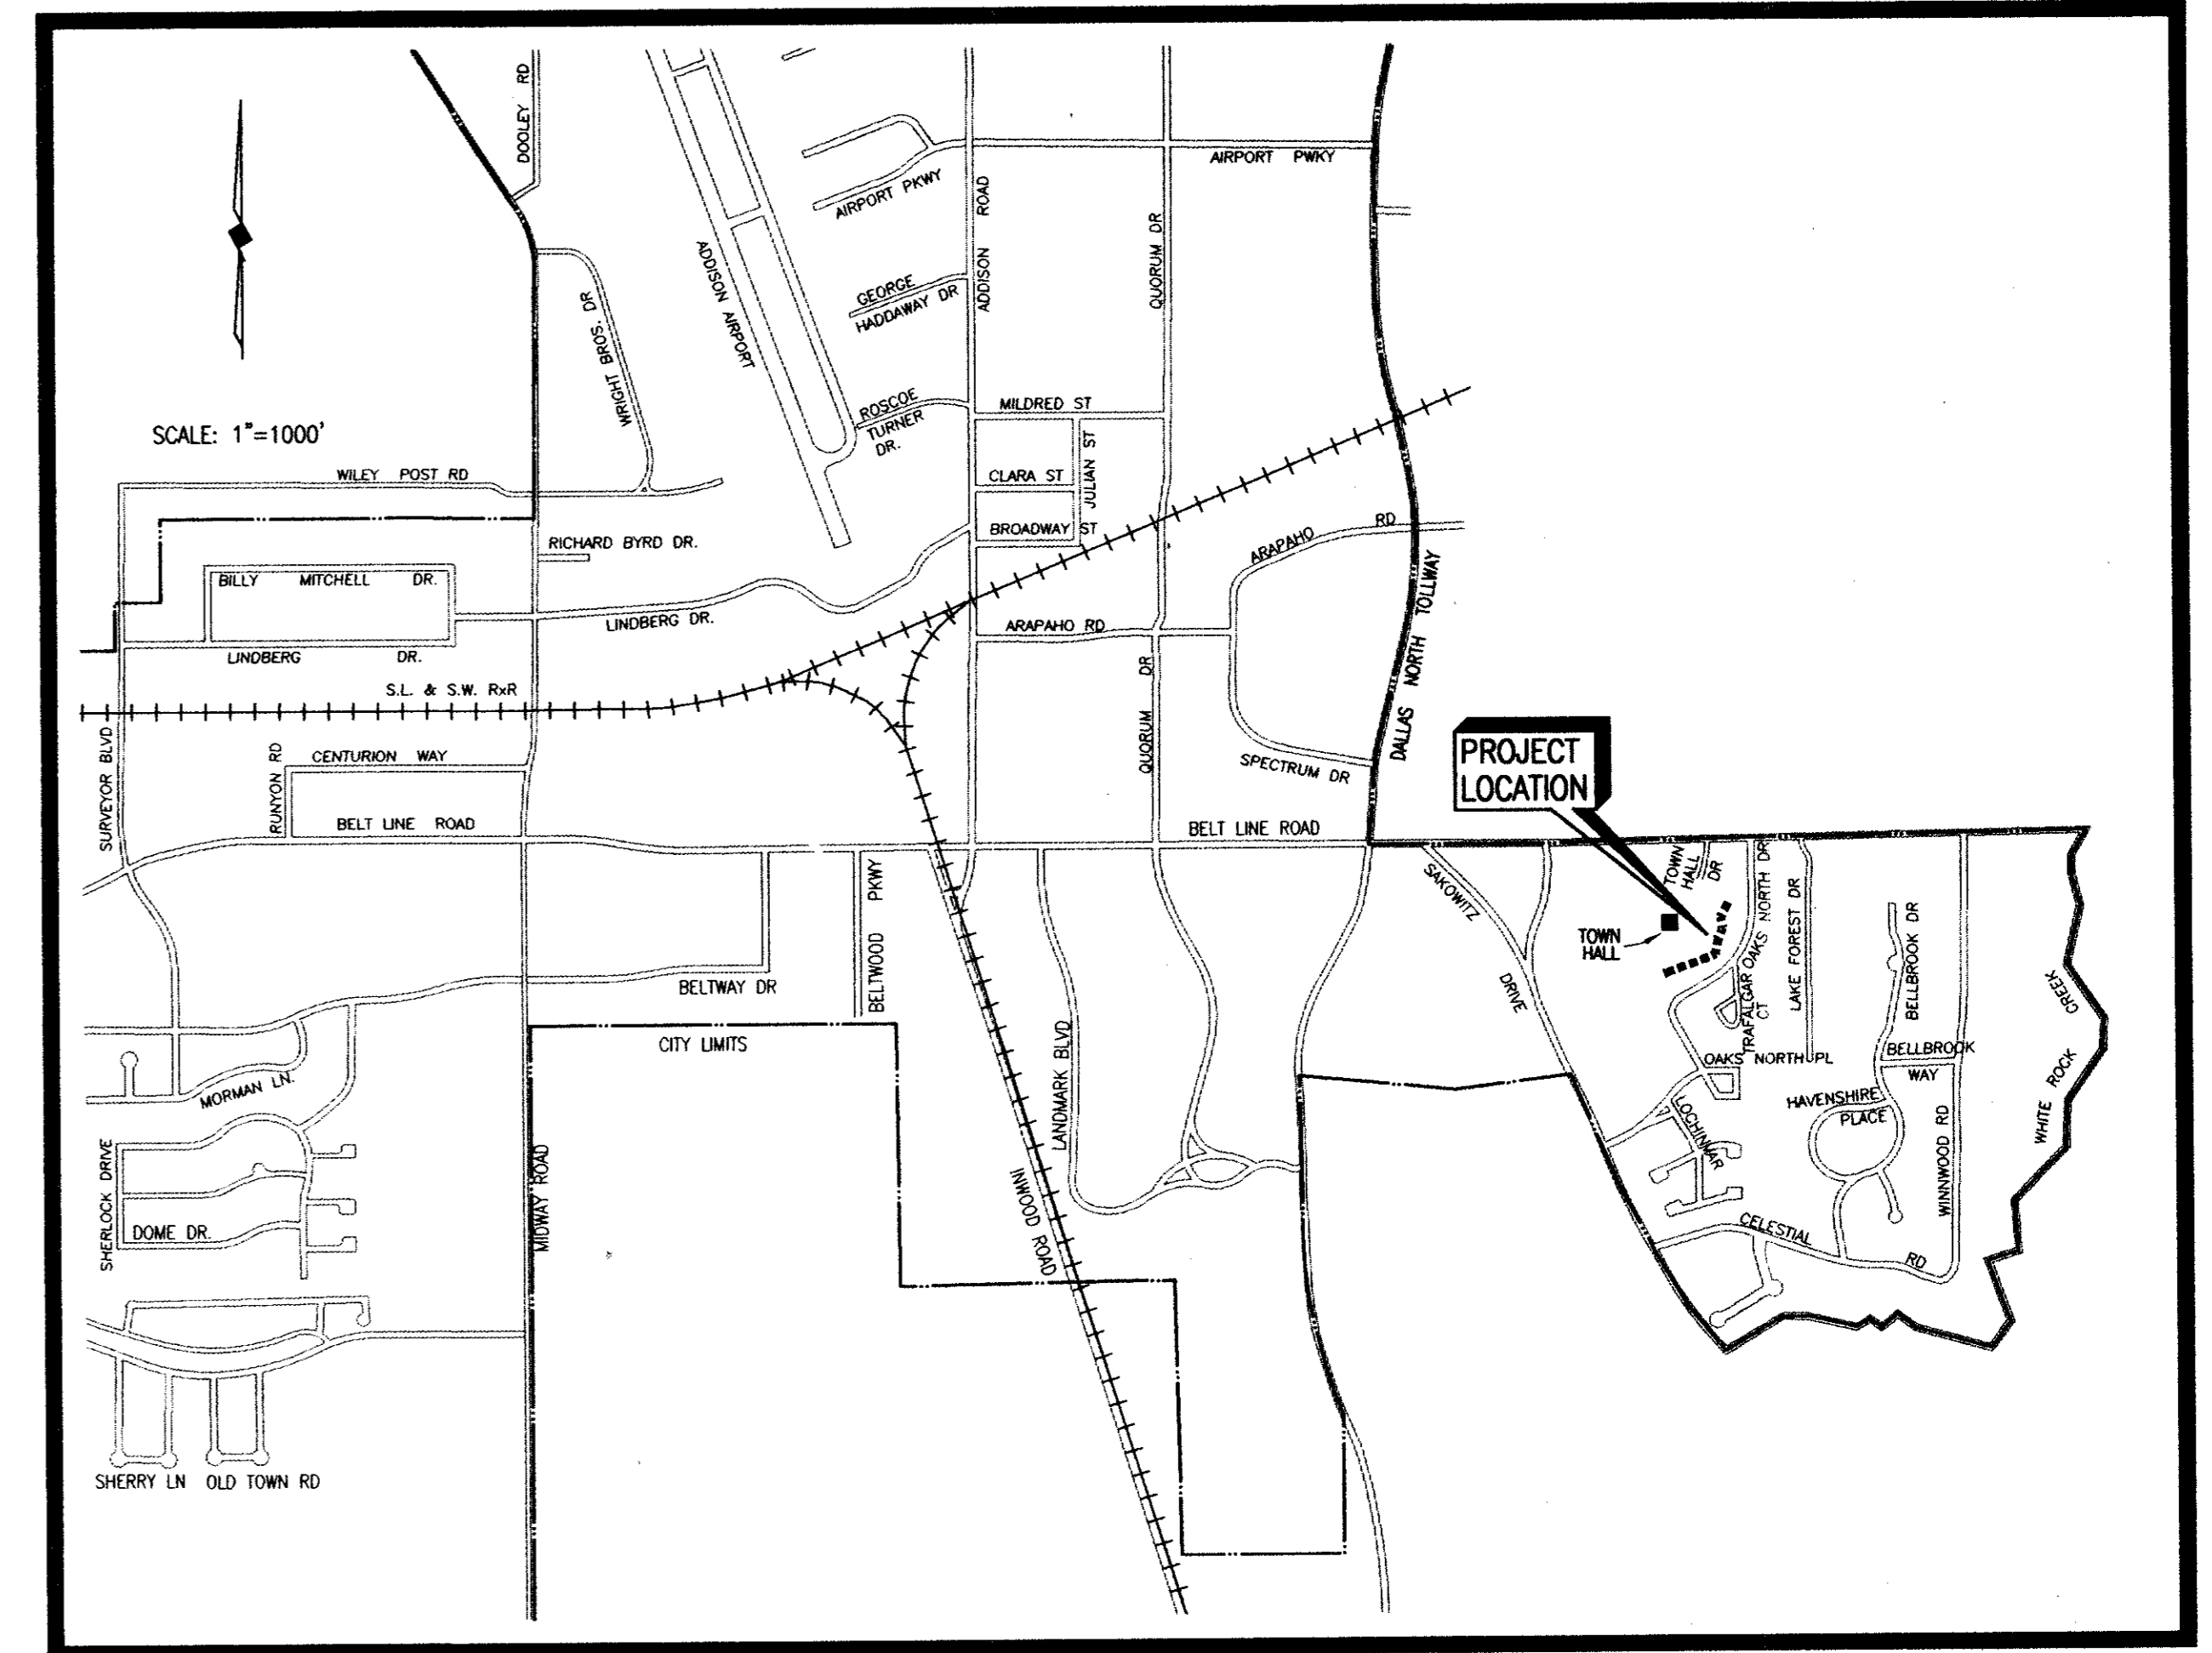 DOOLEY RD
AIRPORT PWKY
AIRPORT PKWY
ADDISON ROAD
QUORUM DR
ADDISON AIRPORT
GEORGE
HADDAWAY DR
WRIGHT BROS. DR
SCALE: 1"=1000'
ROSCOE
TURNER
DR.
MILDRED ST
JULIAN ST
WILEY POST RD
CLARA ST
BROADWAY ST
ARAPAHO RD
RICHARD BYRD DR.
BILLY MITCHELL DR.
LINDBERG DR.
DALLAS NORTH TOLLWAY
ARAPAHO RD
LINDBERG DR.
QUORUM DR
S.L. & S.W. RxR
SURVEYOR BLVD
RUNYON RD
CENTURION WAY
SPECTRUM DR
PROJECT
LOCATION
BELT LINE ROAD
BELT LINE ROAD
BELTWOOD PKWY
SAKOWITZ
DRIVE
TOWN
HALL
DR
OAKS NORTH DR
LAKE FOREST DR
BELLBROOK DR
TOWN
HALL
BELTWAY DR
TRAFALGAR
CT
WHITE ROCK CREEK
CITY LIMITS
LANDMARK BLVD
OAKS NORTH PL
BELLBROOK
WAY
MORMAN LN.
HAVENSHIRE
PLACE
LOCHINVAR
WINNWOOD RD
SHERLOCK DRIVE
MIDWAY ROAD
INWOOD ROAD
DOME DR.
CELESTIAL RD
SHERRY LN
OLD TOWN RD